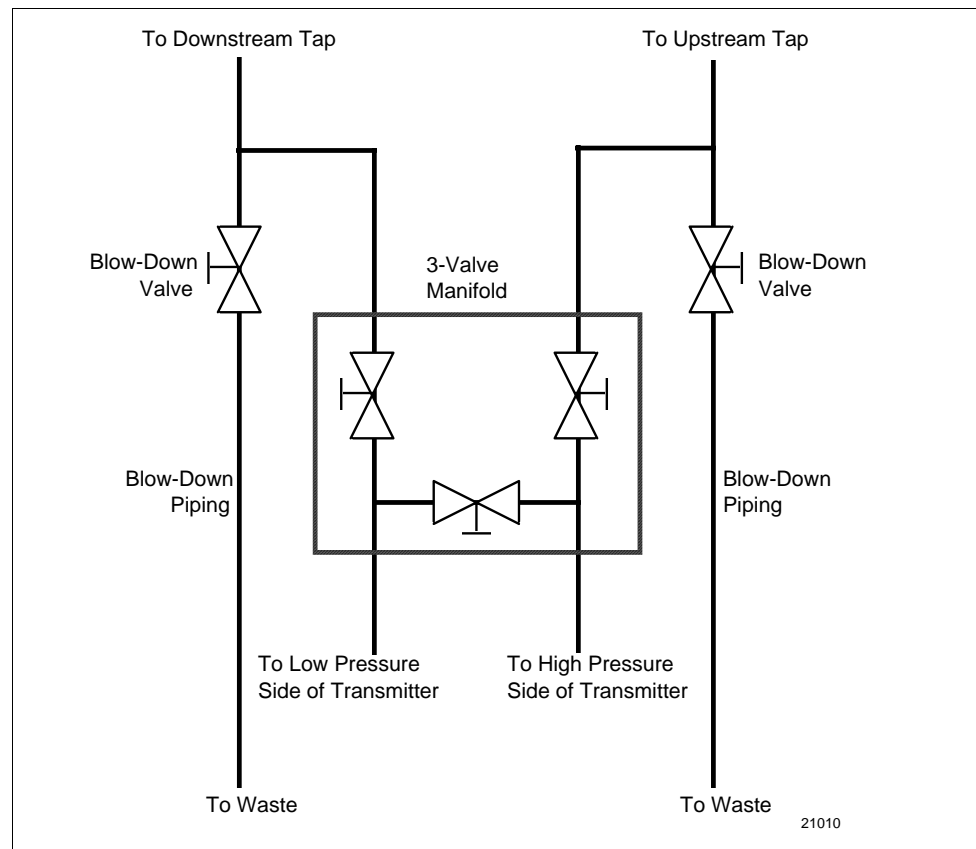 To Downstream Tap
To Upstream Tap
Blow-Down
Valve
3-Valve
Manifold
Blow-Down
Valve
Blow-Down
Piping
Blow-Down
Piping
To Low Pressure
Side of Transmitter
To High Pressure
Side of Transmitter
To Waste
To Waste
21010